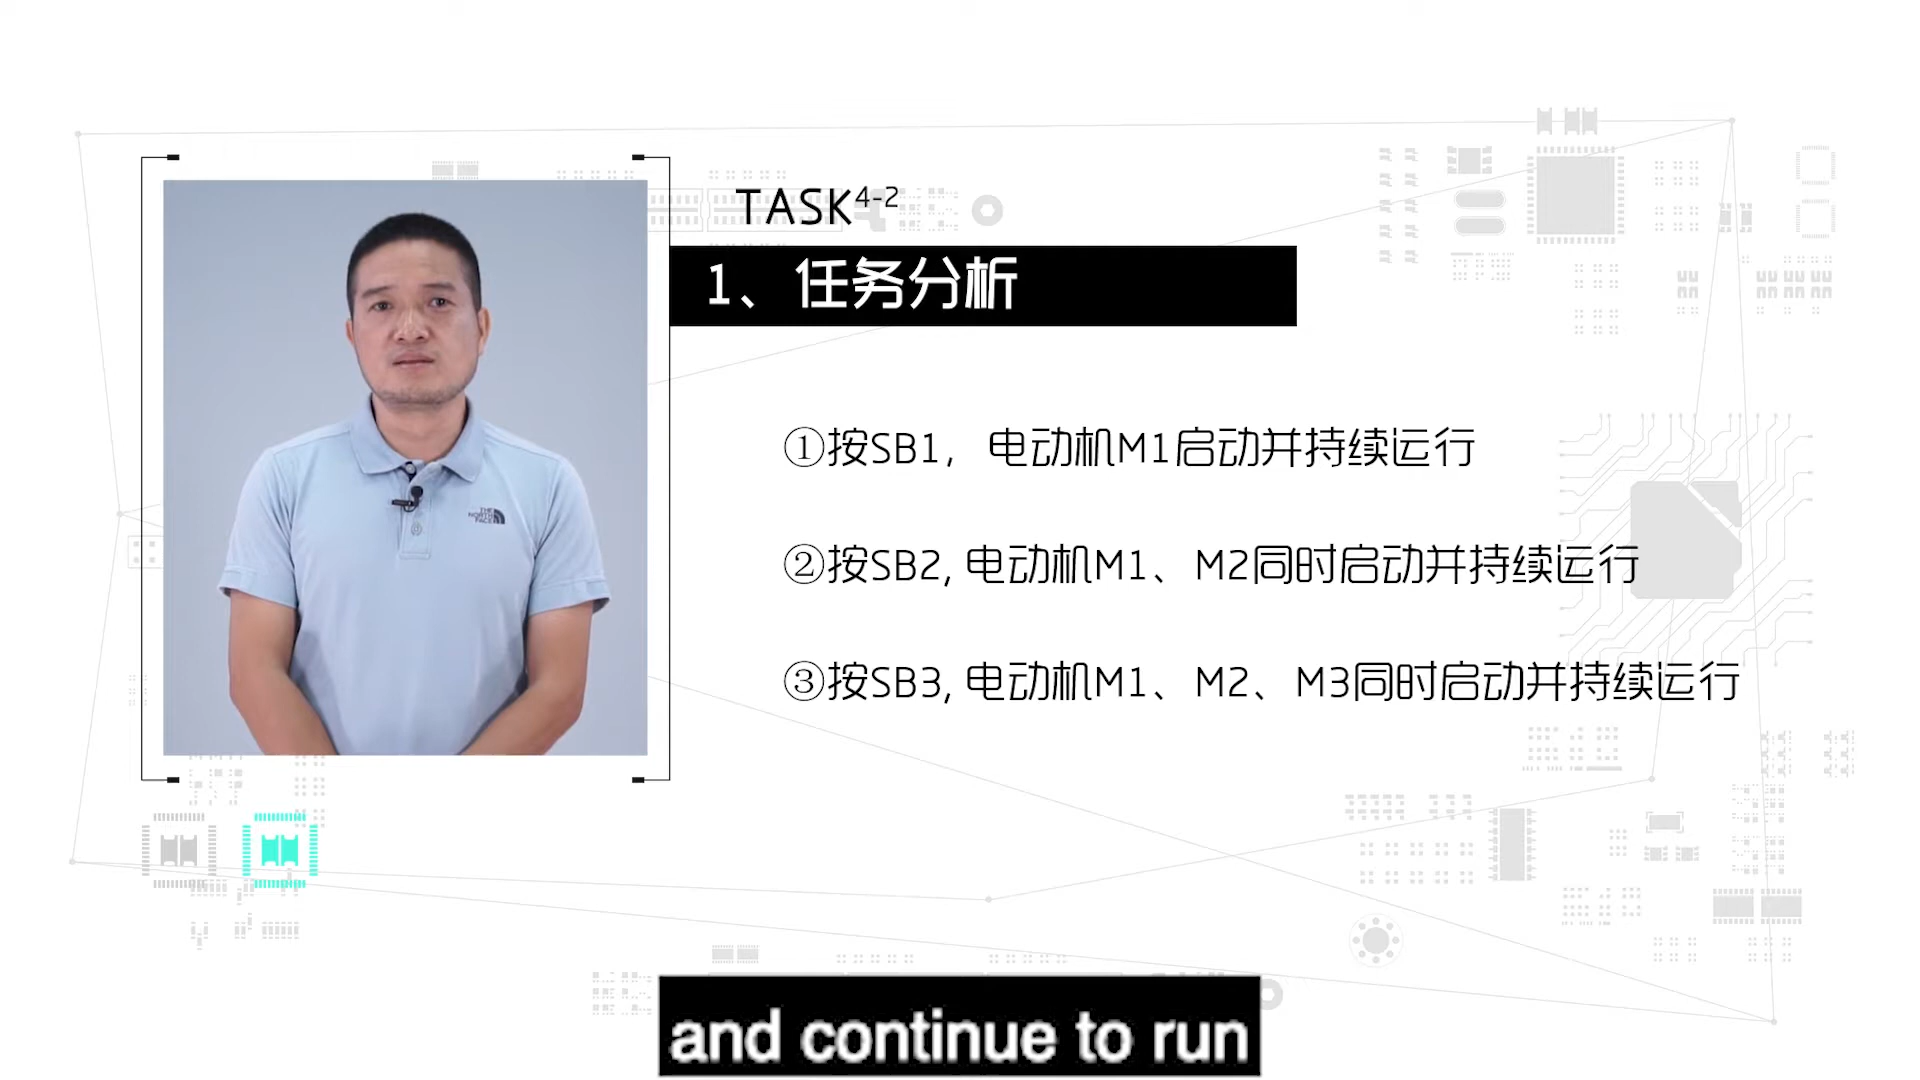 TASK4-2
1、任务分析
THE
NORTH
FACE
①按SB1，电动机M1启动并持续运行
②按SB2,电动机M1、M2同时启动并持续运行
③按SB3,电动机M1、M2、M3同时启动并持续运行
and continue to run